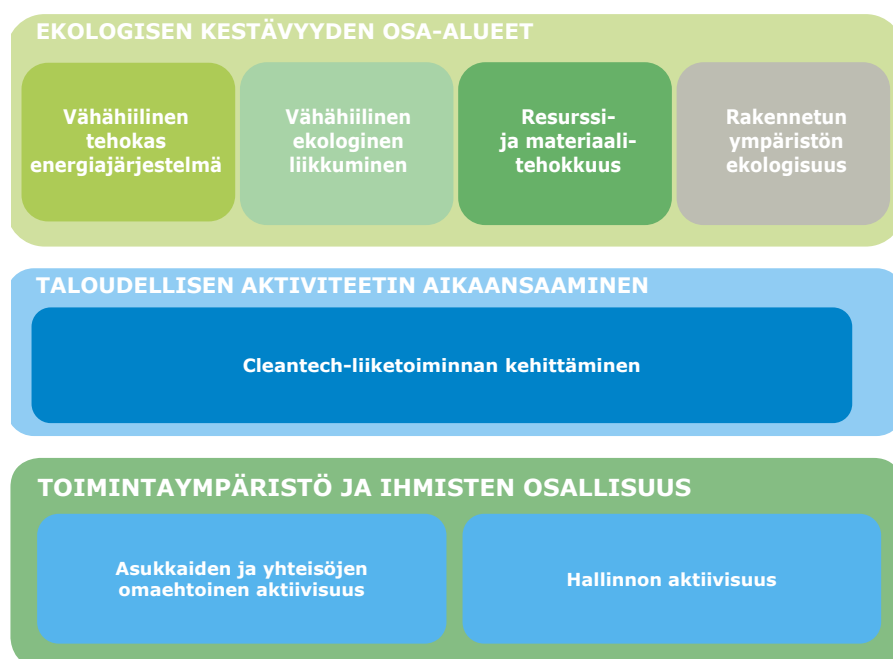 EKOLOGISEN KESTÄVYYDEN OSA-ALUEET
Vähähiilinen
tehokas
energiajärjestelmä
Vähähiilinen
ekologinen
liikkuminen
Resurssi-
ja materiaali-
tehokkuus
Rakennetun
ympäristön
ekologisuus
TALOUDELLISEN AKTIVITEETIN AIKAANSAAMINEN
Cleantech-liiketoiminnan kehittäminen
TOIMINTAYMPÄRISTÖ JA IHMISTEN OSALLISUUS
Asukkaiden ja yhteisöjen
omaehtoinen aktiivisuus
Hallinnon aktiivisuus